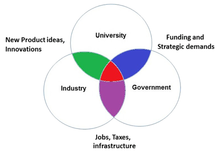 University
New Product ideas,
Innovations
Funding and
Strategic demands
Industry
Government
Jobs, Taxes,
infrastructure